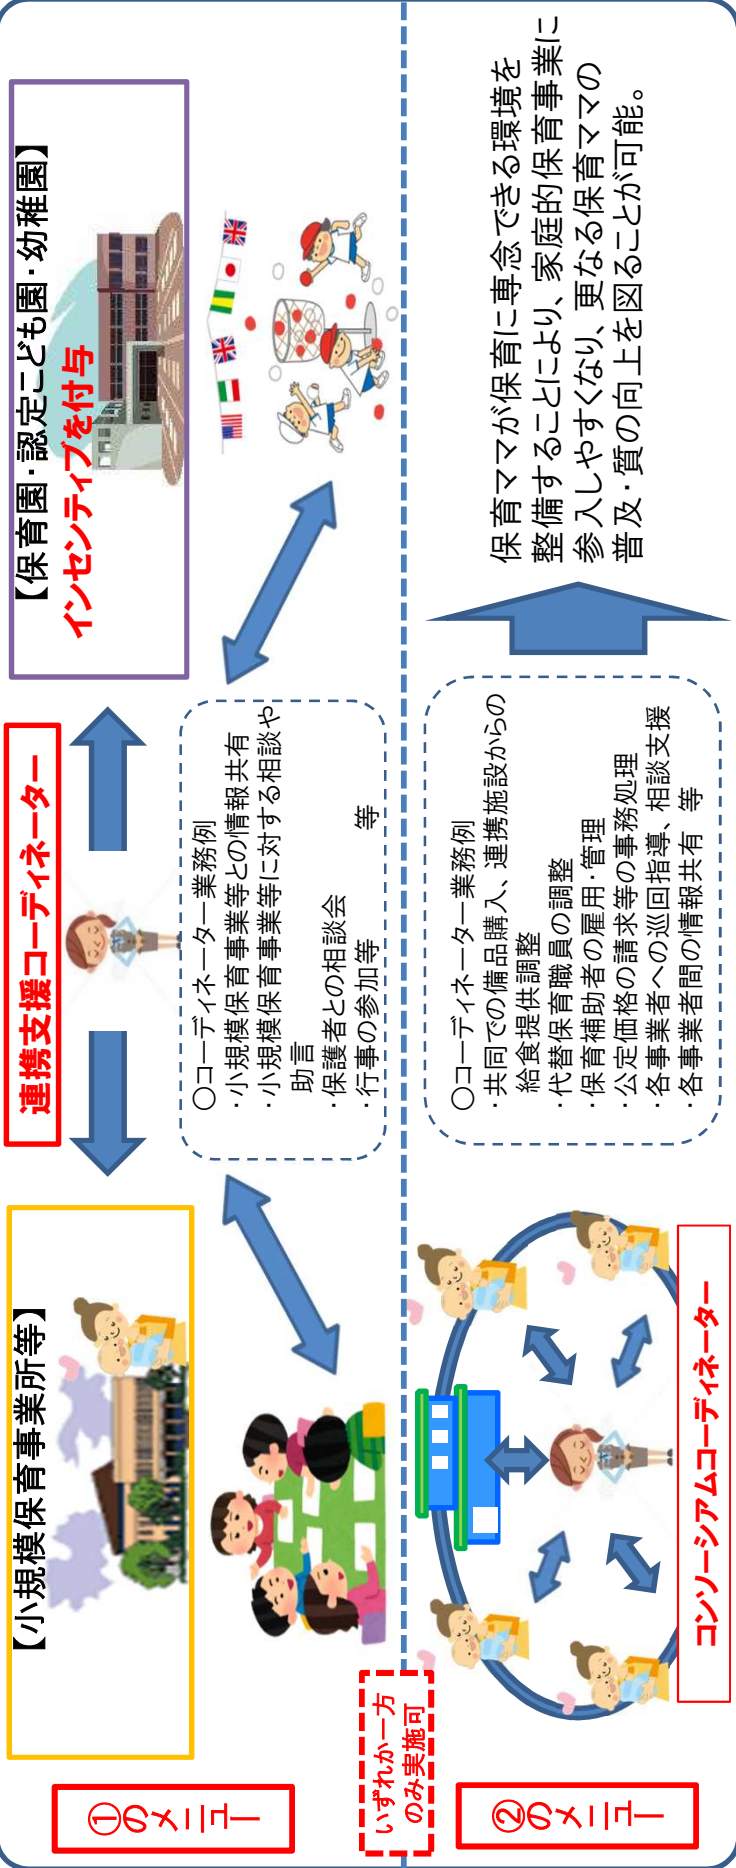 ①
のメニュー
【小規模保育事業所等】
連携支援コーディネーター
【保育園・認定こども園・幼稚園】
インセンティブを付与
〇コーディネーター業務例
・小規模保育事業等との情報共有
・小規模保育事業等に対する相談や
助言
・保護者との相談会
・行事の参加等　　　　　等
いずれか一方
のみ実施可
②
のメニュー
コンソーシアムコーディネーター
〇コーディネーター業務例
・共同での備品購入、連携施設からの
給食提供調整
・代替保育職員の調整
・保育補助者の雇用・管理
・公定価格の請求等の事務処理
・各事業者への巡回指導、相談支援
・各事業者間の情報共有　等
保育ママが保育に専念できる環境を
整備することにより、家庭的保育事業に
参入しやすくなり、更なる保育ママの
普及・質の向上を図ることが可能。